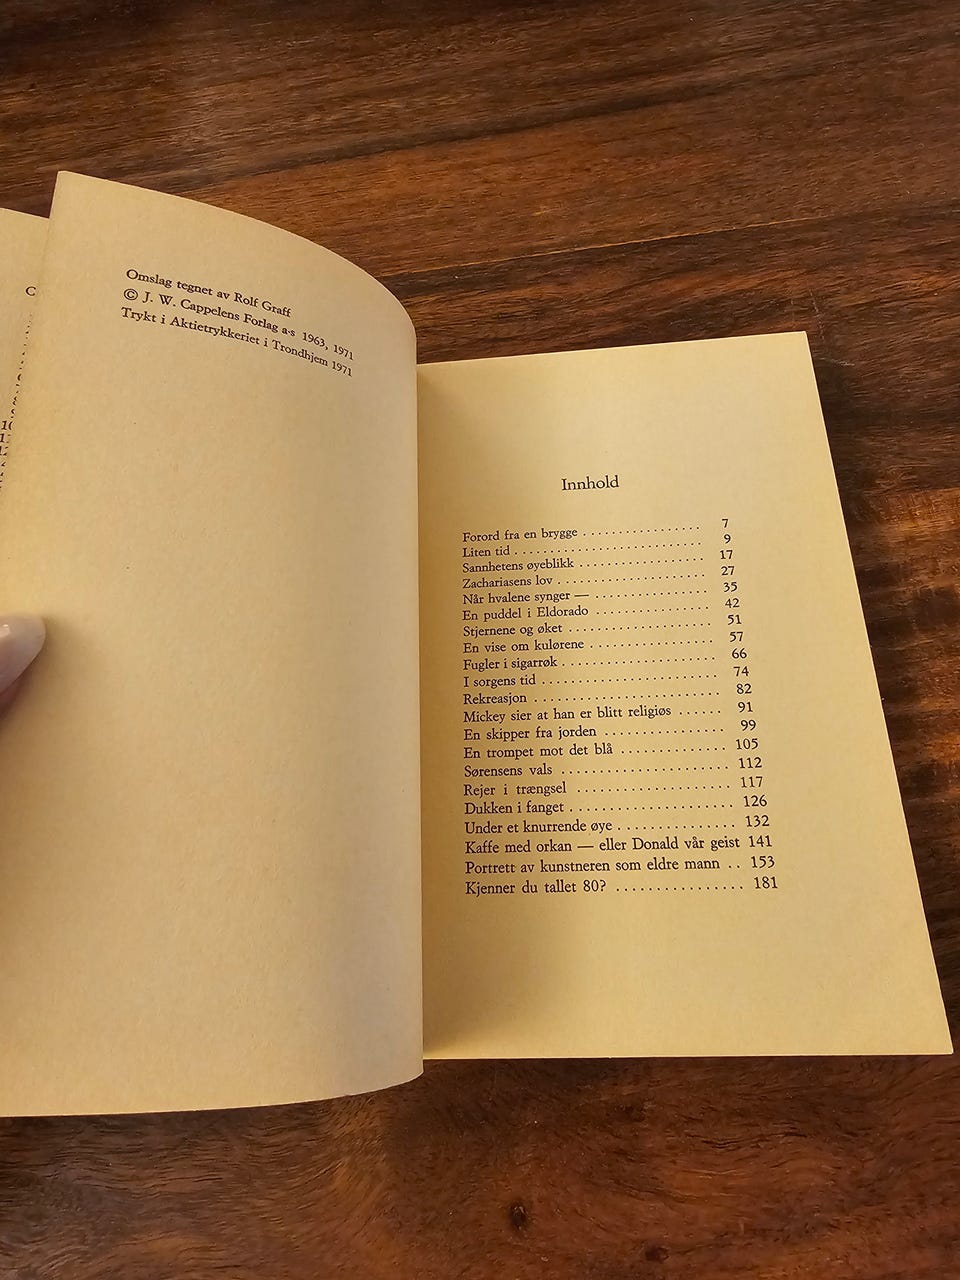 Omslag tegnet av Rolf Graff
© J. W. Cappelens Forlag a·s 1963, 1971
Trykt i Aktietrykkeriet i Trondhjem 1971
Innhold
Forord fra en brygge . . . . . . . . . . . . . . . . . 7
Liten tid . . . . . . . . . . . . . . . . . . . . . . . . . . 9
Sannhetens øyeblikk . . . . . . . . . . . . . . . . . . 17
Zachariasens lov . . . . . . . . . . . . . . . . . . . . . 27
Når hvalene synger — . . . . . . . . . . . . . . . . 35
En puddel i Eldorado . . . . . . . . . . . . . . . . . 42
Stjernene og øket . . . . . . . . . . . . . . . . . . . . . 51
En vise om kulørene . . . . . . . . . . . . . . . . . . 57
Fugler i sigarrøk . . . . . . . . . . . . . . . . . . . . . . 66
I sorgens tid . . . . . . . . . . . . . . . . . . . . . . . . . 74
Rekreasjon . . . . . . . . . . . . . . . . . . . . . . . . . . 82
Mickey sier at han er blitt religiøs . . . . . . 91
En skipper fra jorden . . . . . . . . . . . . . . . . . 99
En trompet mot det blå . . . . . . . . . . . . . . . 105
Sørensens vals . . . . . . . . . . . . . . . . . . . . . . . 112
Rejer i trængsel . . . . . . . . . . . . . . . . . . . . . 117
Dukken i fanget . . . . . . . . . . . . . . . . . . . . . . 126
Under et knurrende øye . . . . . . . . . . . . . . . 132
Kaffe med orkan — eller Donald vår geist 141
Portrett av kunstneren som eldre mann . . 153
Kjenner du tallet 80? . . . . . . . . . . . . . . . . 181